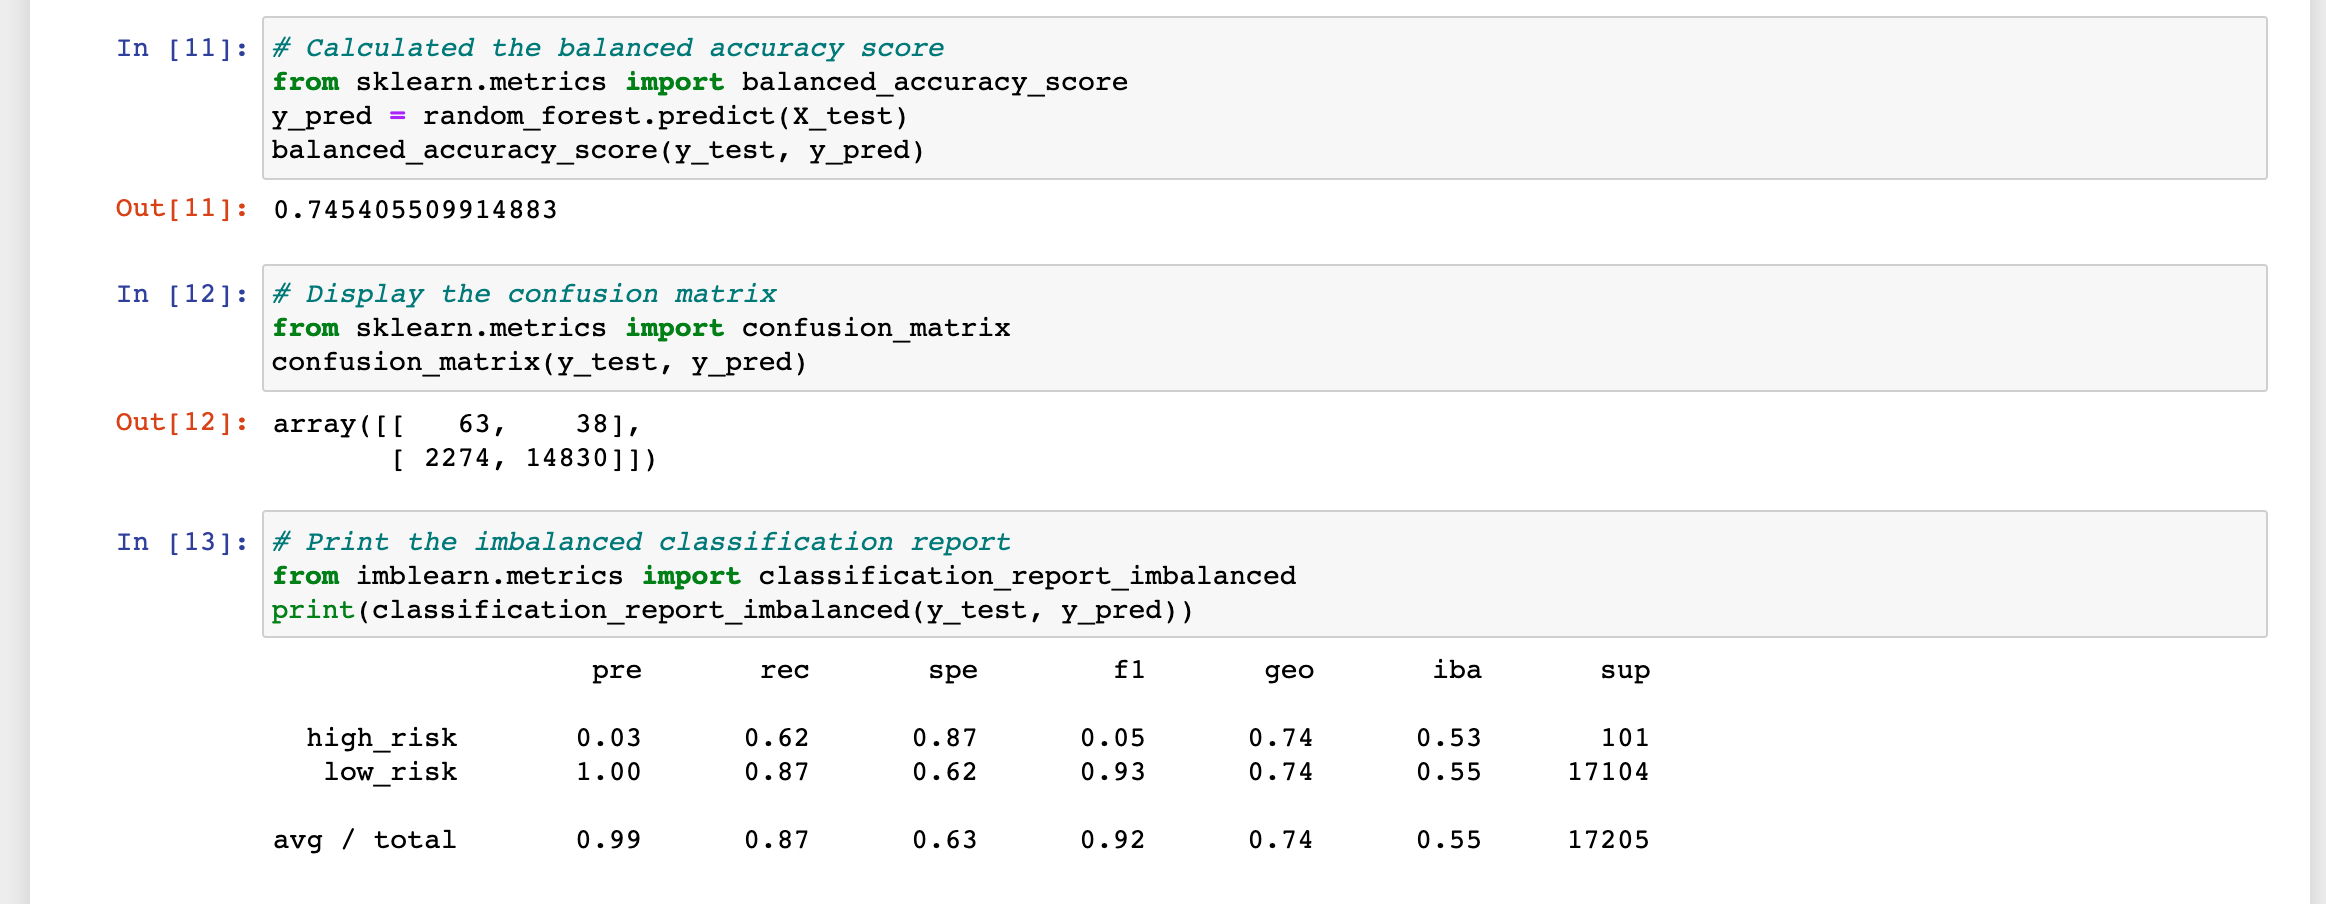 In [11]: # Calculated the balanced accuracy score
from sklearn.metrics import balanced_accuracy_score
y_pred = random_forest.predict(X_test)
balanced_accuracy_score(y_test, y_pred)
Out[11]: 0.745405509914883
In [12]: # Display the confusion matrix
from sklearn.metrics import confusion_matrix
confusion_matrix(y_test, y_pred)
Out[12]: array([[   63,    38],
       [ 2274, 14830]])
In [13]: # Print the imbalanced classification report
from imblearn.metrics import classification_report_imbalanced
print(classification_report_imbalanced(y_test, y_pred))
                   pre       rec       spe        f1       geo       iba       sup
  high_risk       0.03      0.62      0.87      0.05      0.74      0.53       101
   low_risk       1.00      0.87      0.62      0.93      0.74      0.55     17104
avg / total       0.99      0.87      0.63      0.92      0.74      0.55     17205